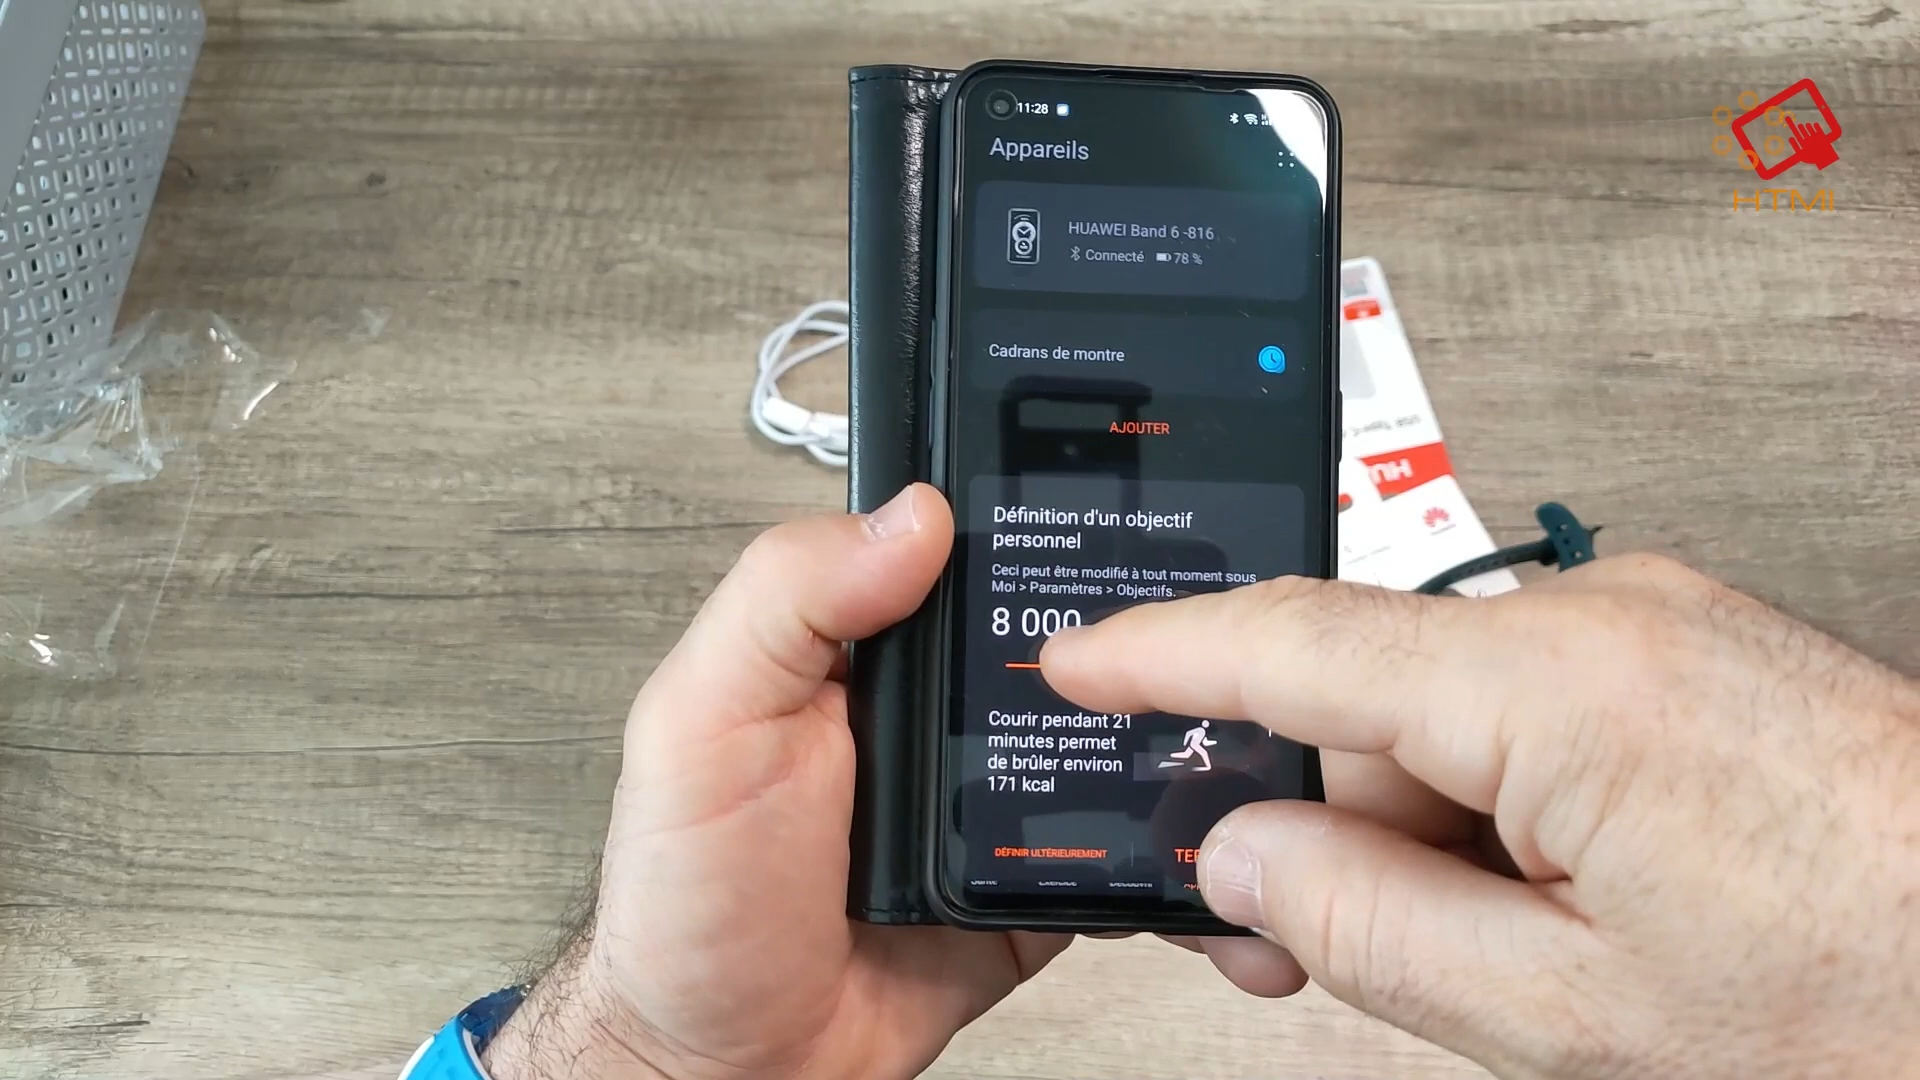 11:28
Appareils
HUAWEI Band 6 -816
Connecté 78 %
Cadrans de montre
AJOUTER
Définition d'un objectif
personnel
Ceci peut être modifié à tout moment sous
Moi > Paramètres > Objectifs.
8 000
Courir pendant 21
minutes permet
de brûler environ
171 kcal
DÉFINIR ULTÉRIEUREMENT
HTMI